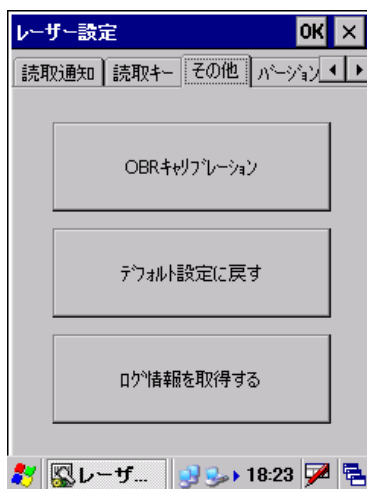 レーザー設定 OK ×
読取通知 読取キー その他 ﾊﾞｰｼﾞｮﾝ
OBRｷｬﾘﾌﾞﾚｰｼｮﾝ
ﾃﾞﾌｫﾙﾄ設定に戻す
ﾛｸﾞ情報を取得する
レーザ... 18:23